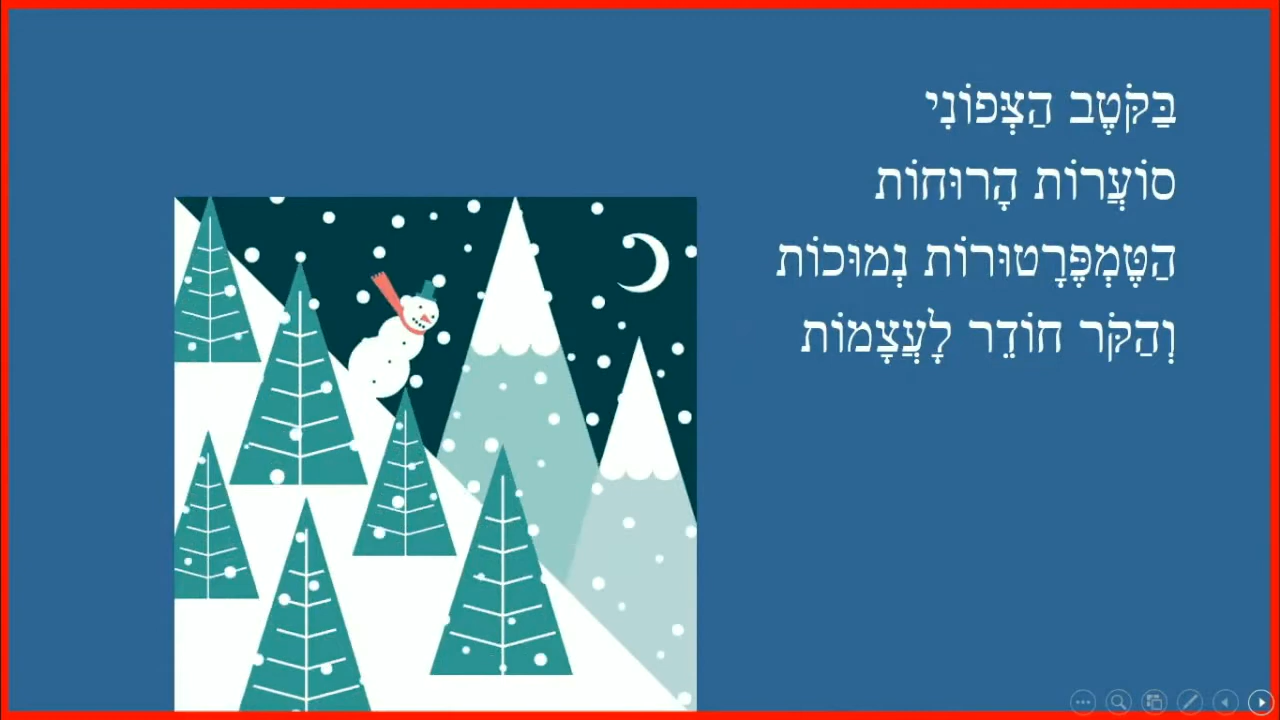 בַּקֹּטֶב הַצְּפוֹנִי
סוֹעֲרוֹת הָרוּחוֹת
הַטֶּמְפֶּרָטוּרוֹת נְמוּכוֹת
וְהַקֹּר חוֹדֵר לָעֲצָמוֹת